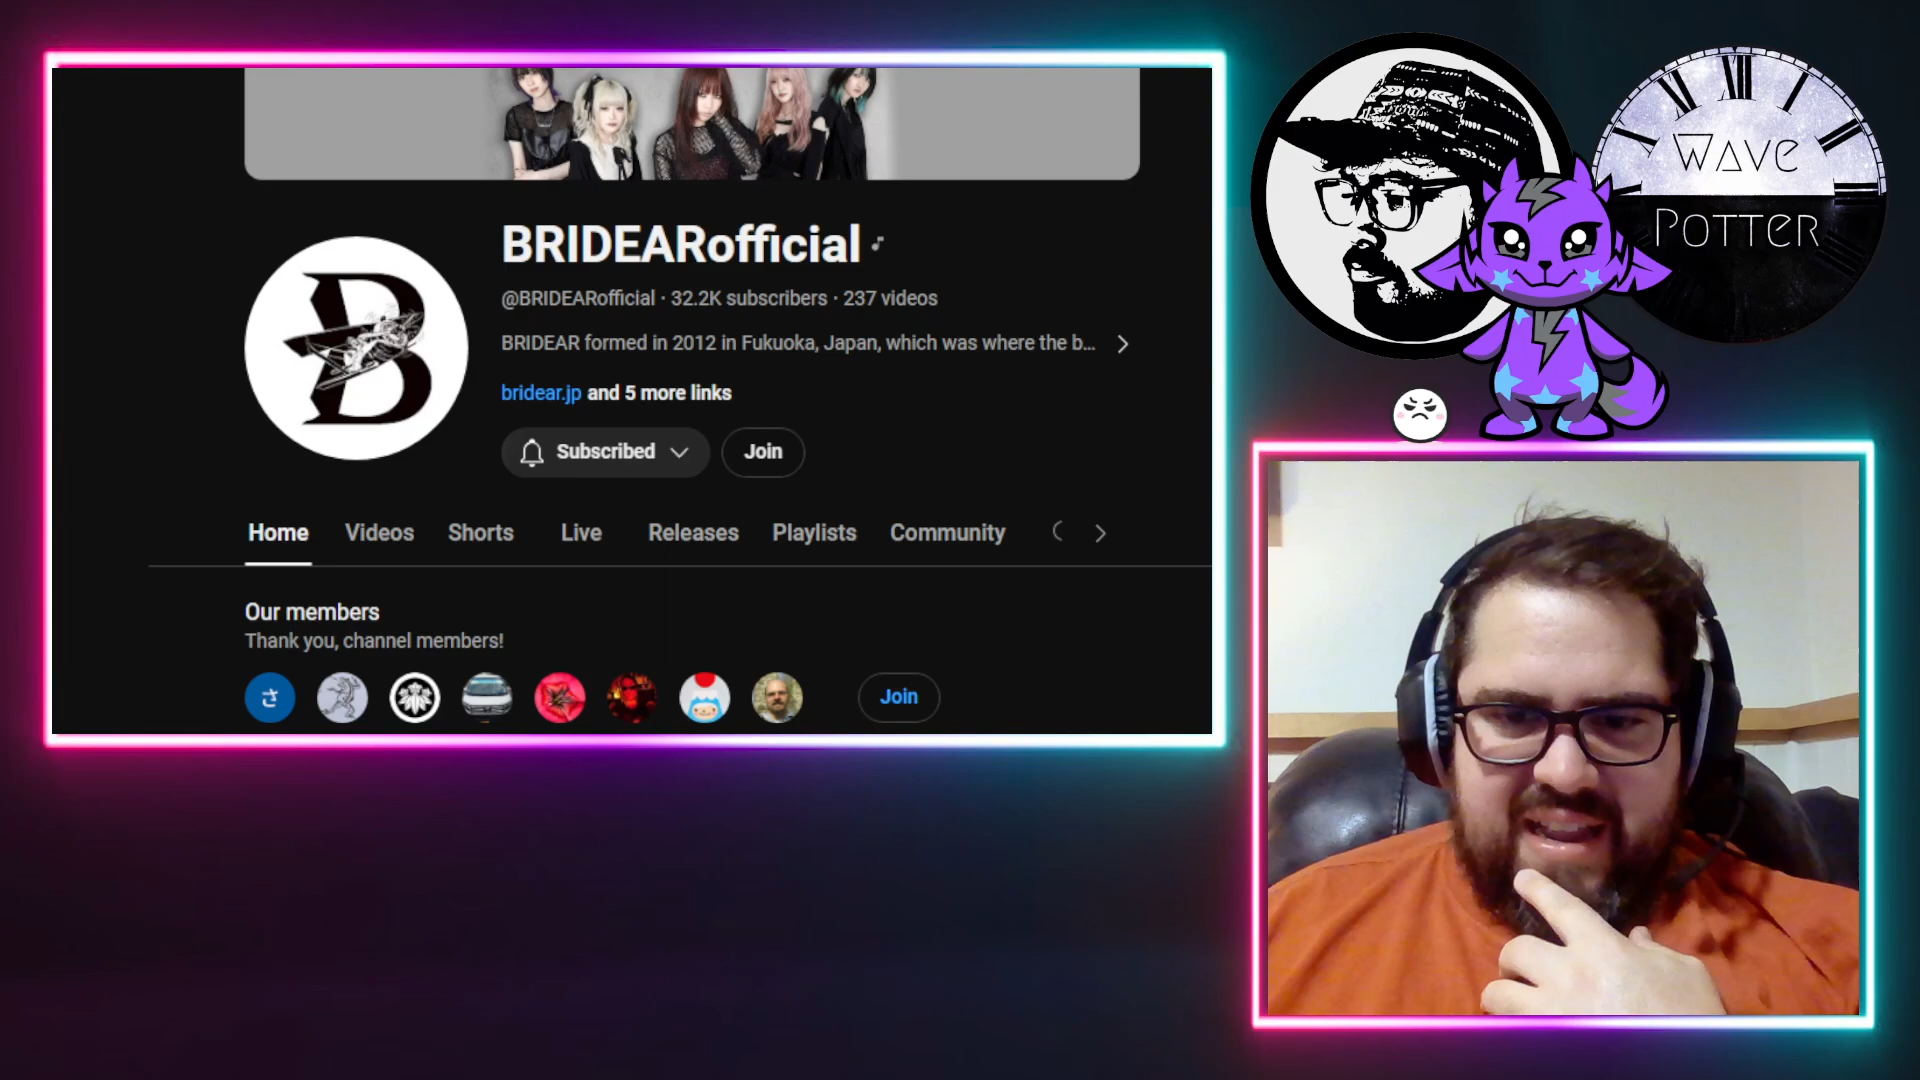 BRIDEARofficial
@BRIDEARofficial · 32.2K subscribers · 237 videos
BRIDEAR formed in 2012 in Fukuoka, Japan, which was where the b...
bridear.jp and 5 more links
Subscribed
Join
Home Videos Shorts Live Releases Playlists Community
Our members
Thank you, channel members!
さ
Join
B
WAVE
POTTER